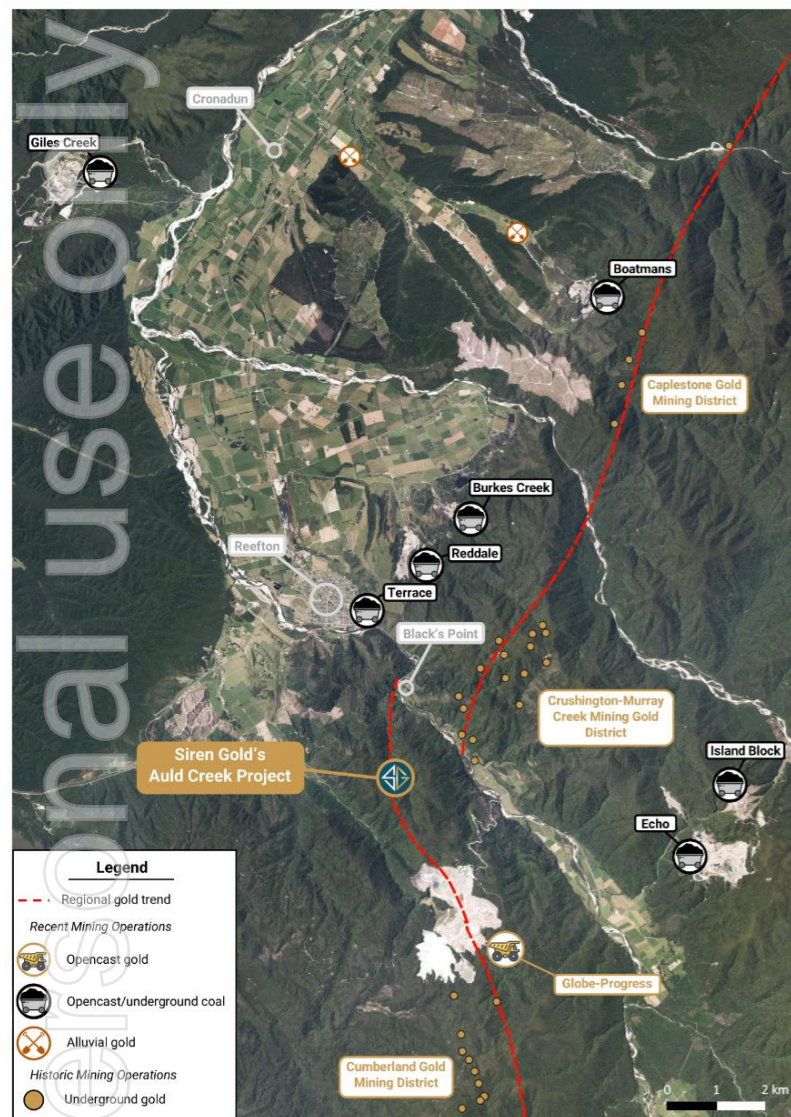 Cronadun
Giles Creek
Boatmans
Caplestone Gold
Mining District
Burkes Creek
Reddale
Reefton
Terrace
Black's Point
Crushington-Murray
Creek Mining Gold
District
Siren Gold's
Auld Creek Project
Island Block
Echo
Globe-Progress
Cumberland Gold
Mining District
Legend
Regional gold trend
Recent Mining Operations
Opencast gold
Opencast/underground coal
Alluvial gold
Historic Mining Operations
Underground gold
0 1 2 km
ersonal use only